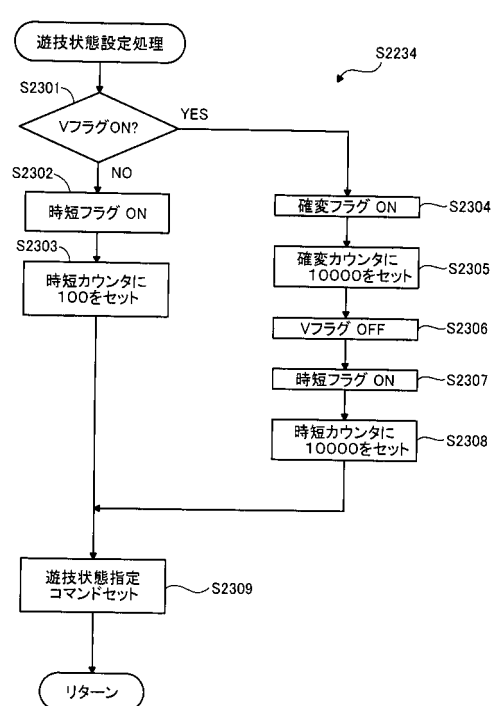 遊技状態設定処理
S2234
S2301
VフラグON?
YES
NO
S2302
時短フラグ ON
S2303
時短カウンタに
100をセット
確変フラグ ON
S2304
確変カウンタに
10000をセット
S2305
Vフラグ OFF
S2306
時短フラグ ON
S2307
時短カウンタに
10000をセット
S2308
遊技状態指定
コマンドセット
S2309
リターン